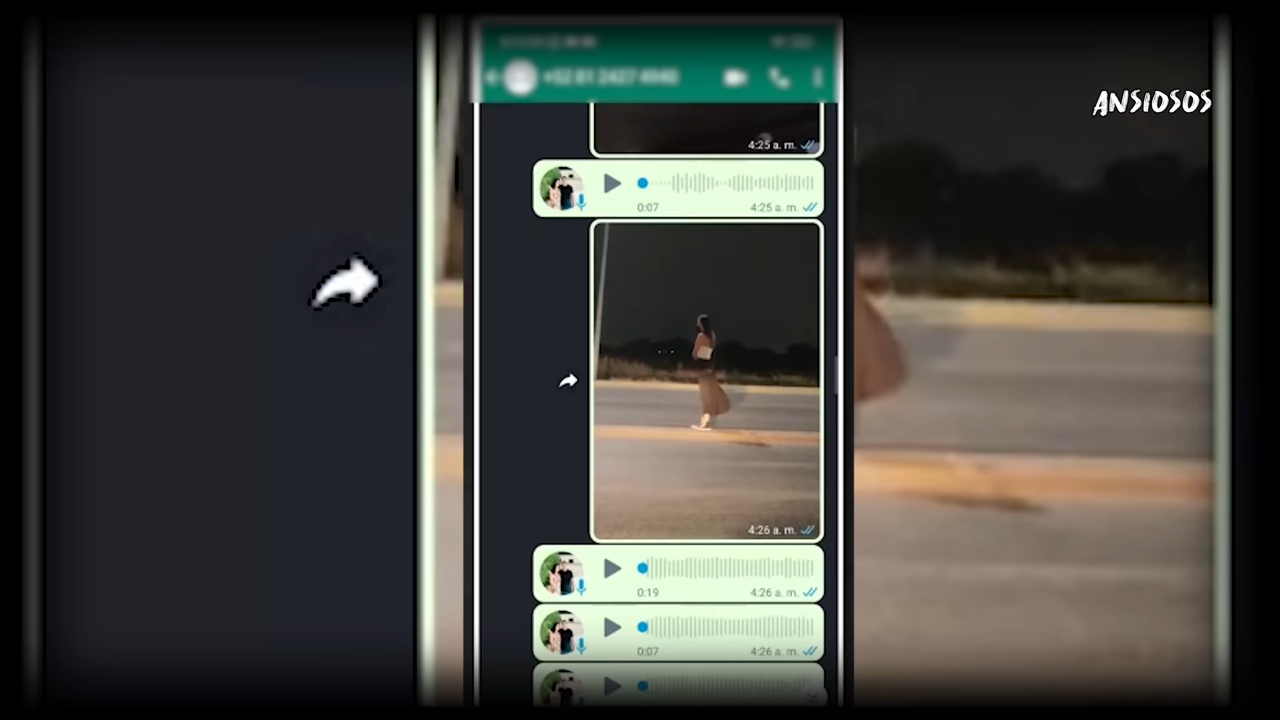 ANSIOSOS
4:25 a. m.
0:07 4:25 a. m.
4:26 a. m.
0:19 4:26 a. m.
0:07 4:26 a. m.